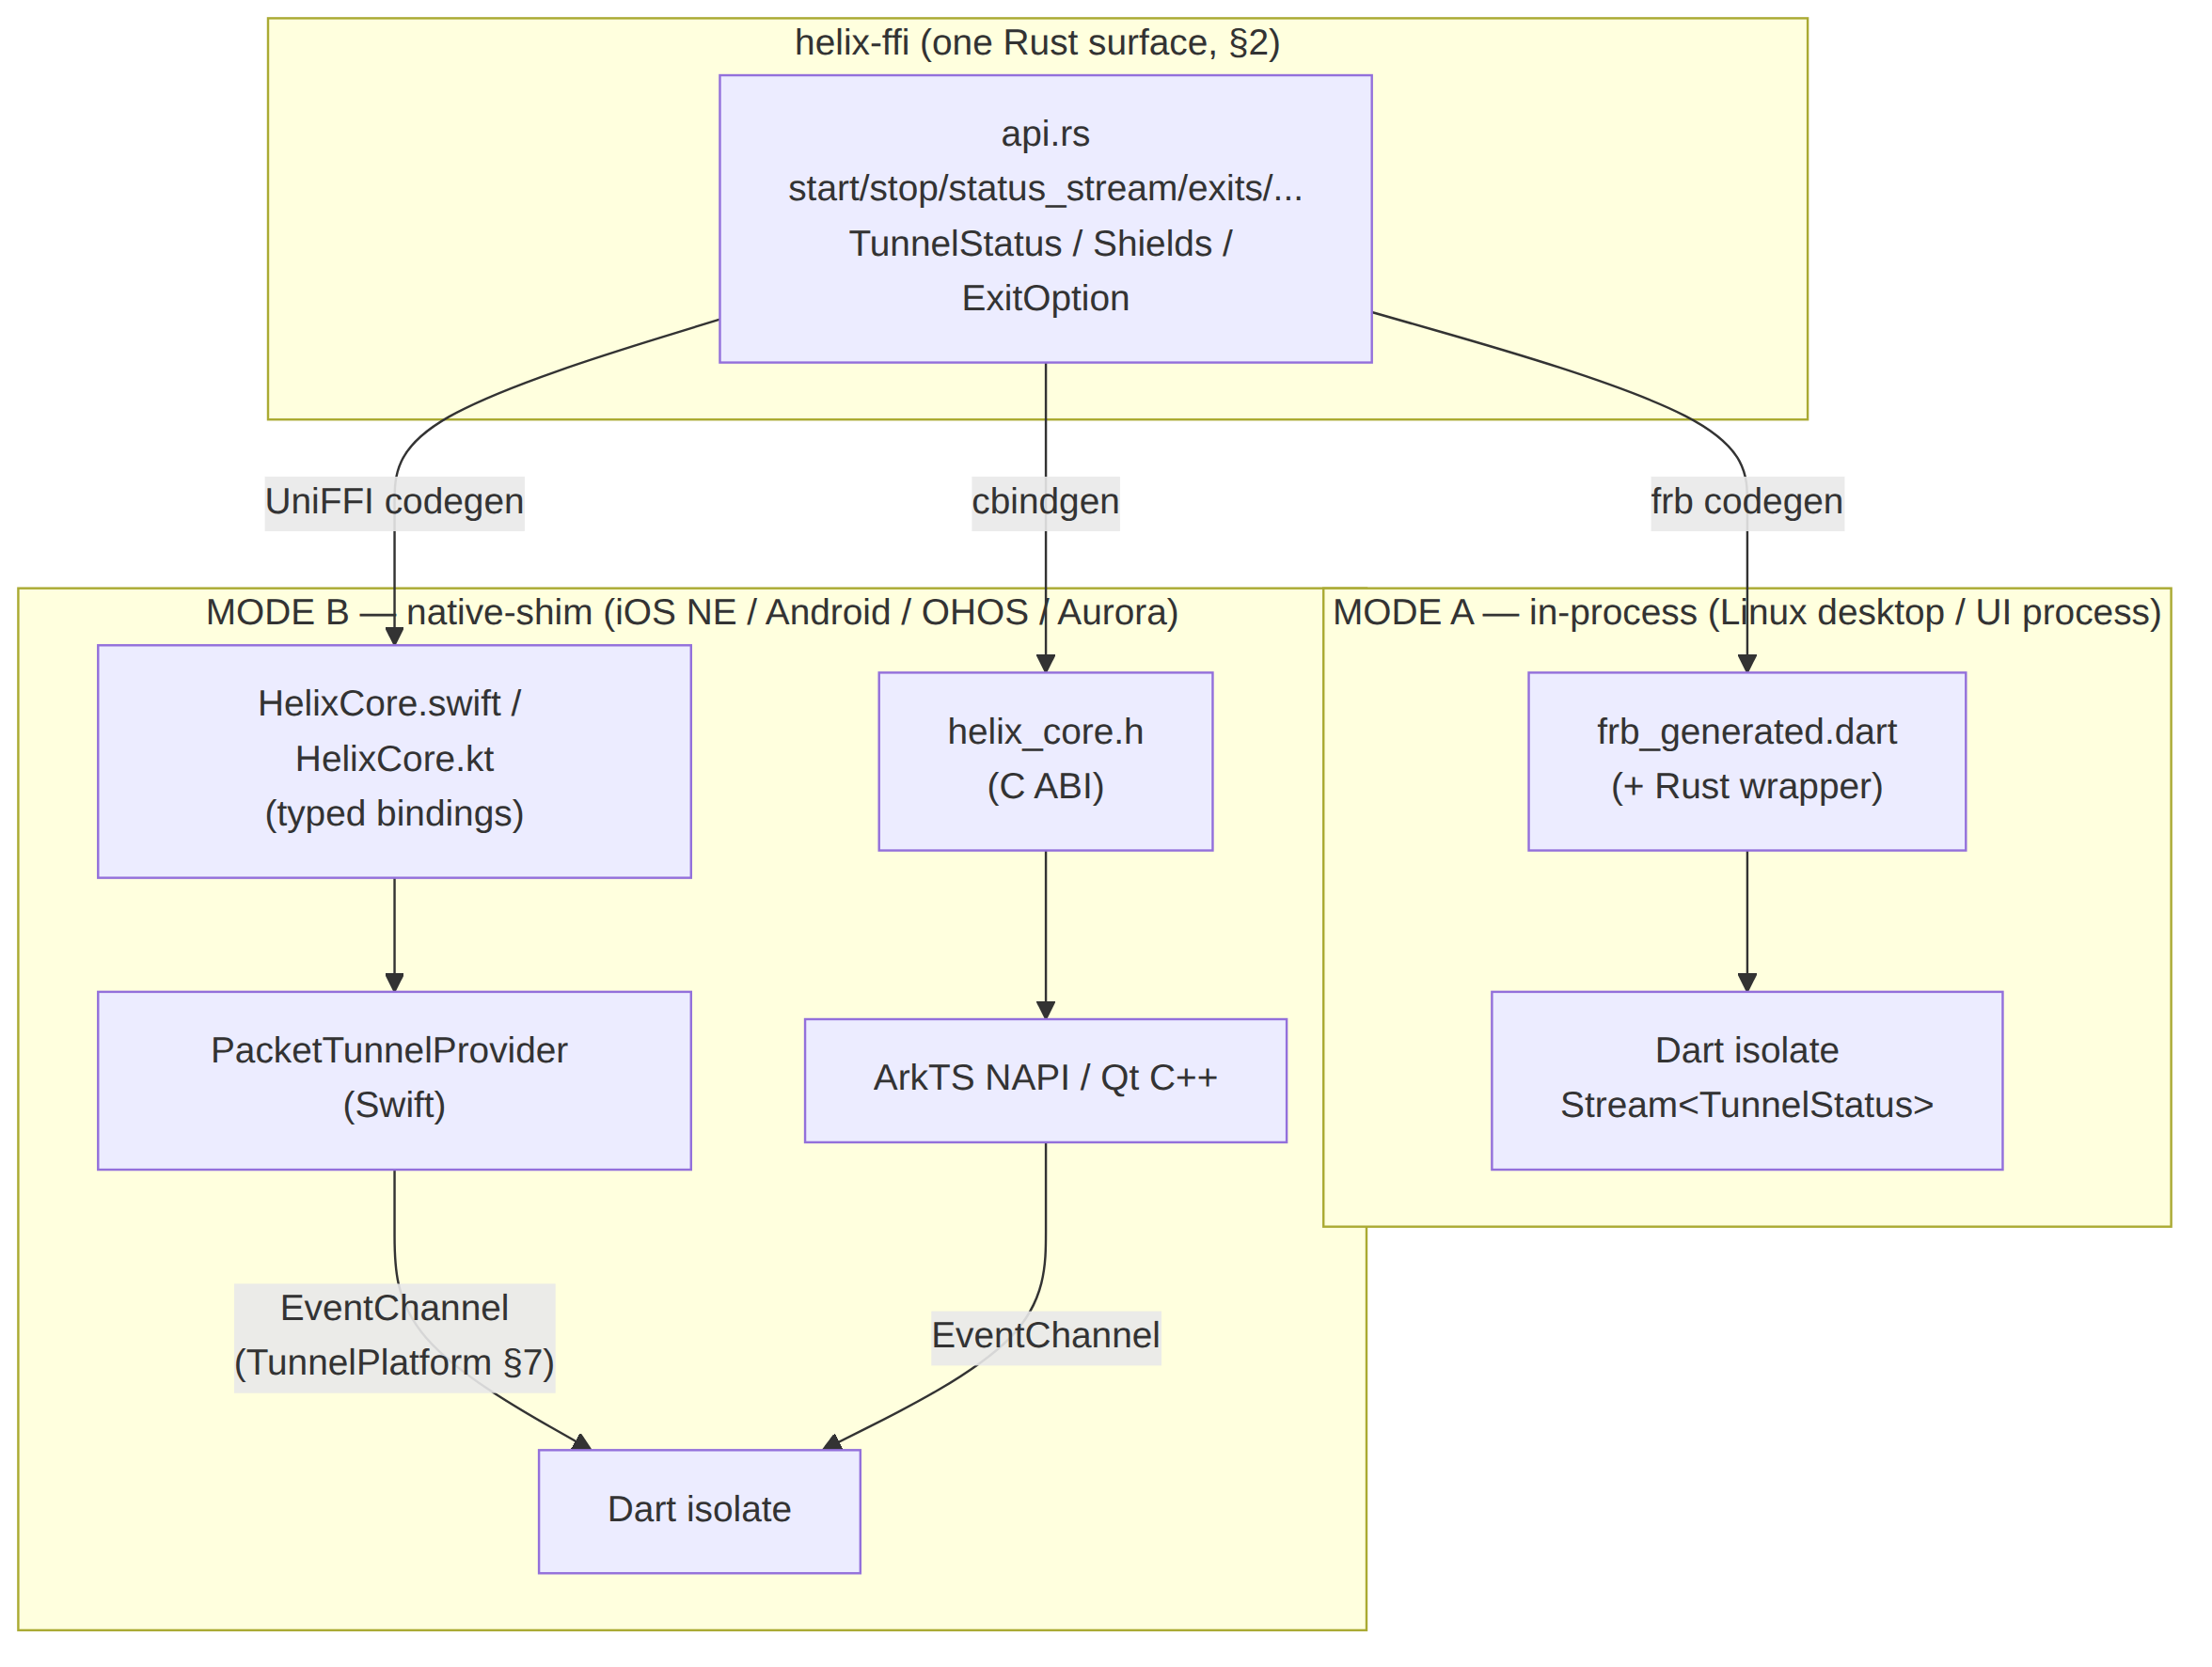 helix-ffi (one Rust surface, §2)
api.rs
start/stop/status_stream/exits/...
TunnelStatus / Shields /
ExitOption
UniFFI codegen
cbindgen
frb codegen
MODE B — native-shim (iOS NE / Android / OHOS / Aurora)
MODE A — in-process (Linux desktop / UI process)
HelixCore.swift /
HelixCore.kt
(typed bindings)
helix_core.h
(C ABI)
frb_generated.dart
(+ Rust wrapper)
PacketTunnelProvider
(Swift)
ArkTS NAPI / Qt C++
Dart isolate
Stream<TunnelStatus>
EventChannel
(TunnelPlatform §7)
EventChannel
Dart isolate